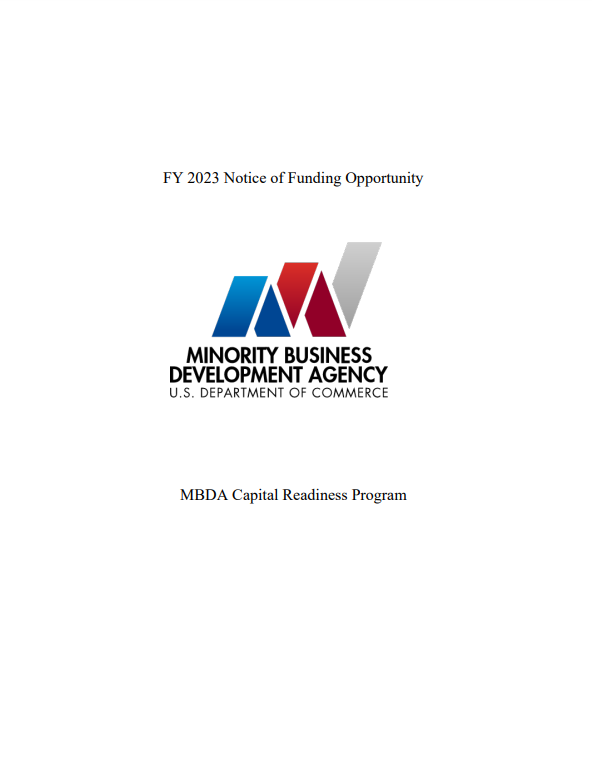 FY 2023 Notice of Funding Opportunity
MINORITY BUSINESS
DEVELOPMENT AGENCY
U.S. DEPARTMENT OF COMMERCE
MBDA Capital Readiness Program